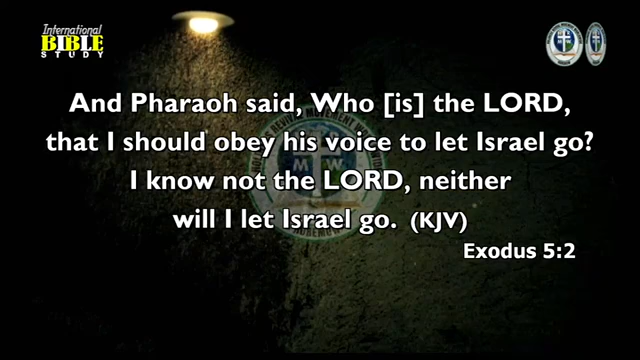 International
BIBLE
STUDY
And Pharaoh said, Who [is] the LORD,
that I should obey his voice to let Israel go?
I know not the LORD, neither
will I let Israel go. (KJV)
Exodus 5:2